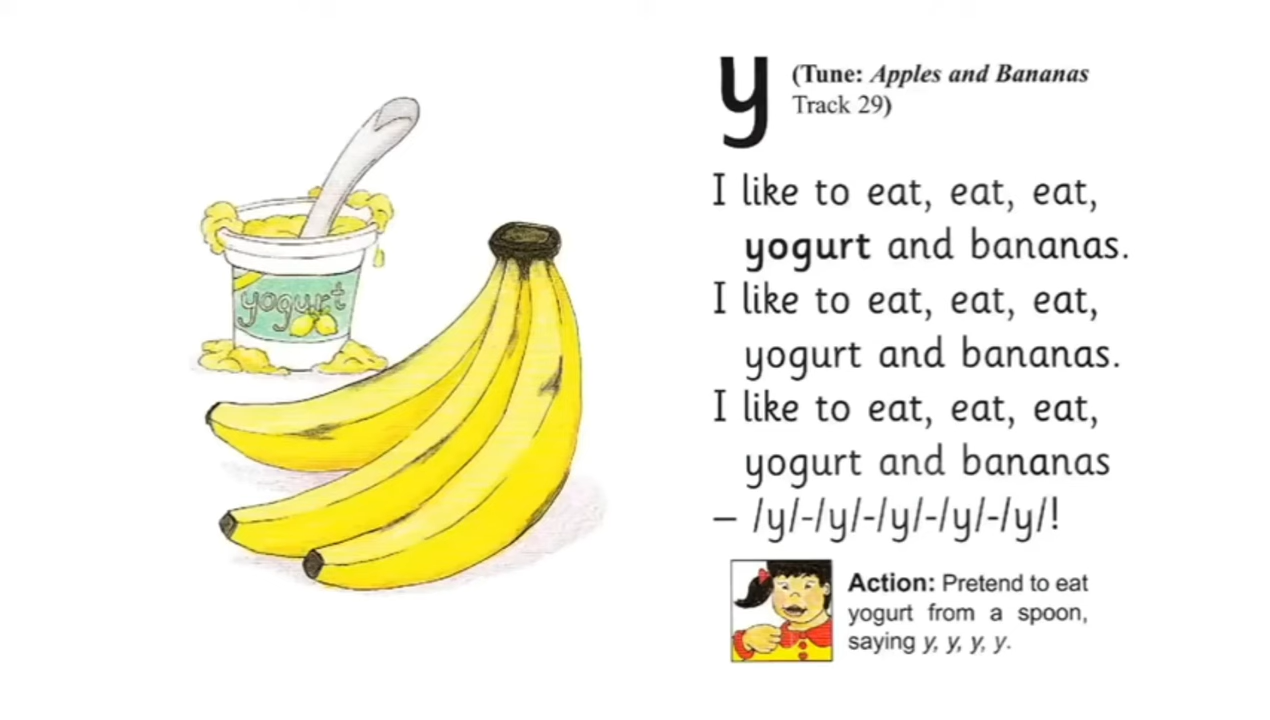 yogurt
y
(Tune: Apples and Bananas
Track 29)
I like to eat, eat, eat,
yogurt and bananas.
I like to eat, eat, eat,
yogurt and bananas.
I like to eat, eat, eat,
yogurt and bananas
– /y/-/y/-/y/-/y/-/y/!
Action: Pretend to eat
yogurt from a spoon,
saying y, y, y, y.